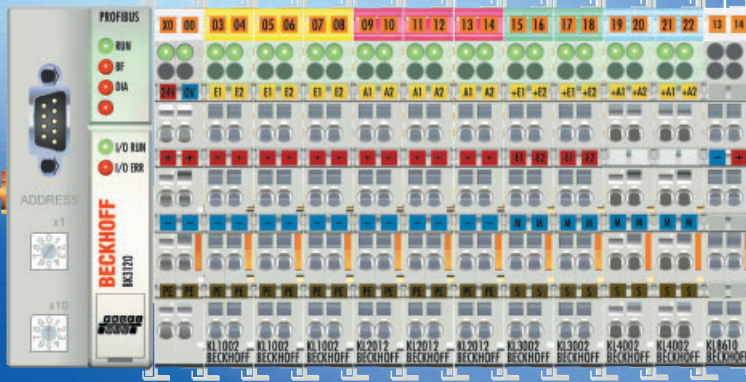 PROFIBUS
RUN
BF
DIA
I/O RUN
I/O ERR
ADDRESS
x1
x10
BECKHOFF
BK3120
X0 00 03 04 05 06 07 08 09 10 11 12 13 14 15 16 17 18 19 20 21 22 13 14
24V 0V E1 E2 E1 E2 E1 E2 A1 A2 A1 A2 A1 A2 +E1 +E2 +E1 +E2 +A1 +A2 +A1 +A2
+ + + + + + + + + + + + + + E1 E2 E1 E2 - +
- - - - - - - - - - - - - - M M M M M M M M
PE PE PE PE PE PE PE PE PE PE PE PE PE PE S S S S S S S S
KL1002 KL1002 KL1002 KL2012 KL2012 KL2012 KL3002 KL3002 KL4002 KL4002 KL8610
BECKHOFF BECKHOFF BECKHOFF BECKHOFF BECKHOFF BECKHOFF BECKHOFF BECKHOFF BECKHOFF BECKHOFF BECKHOFF